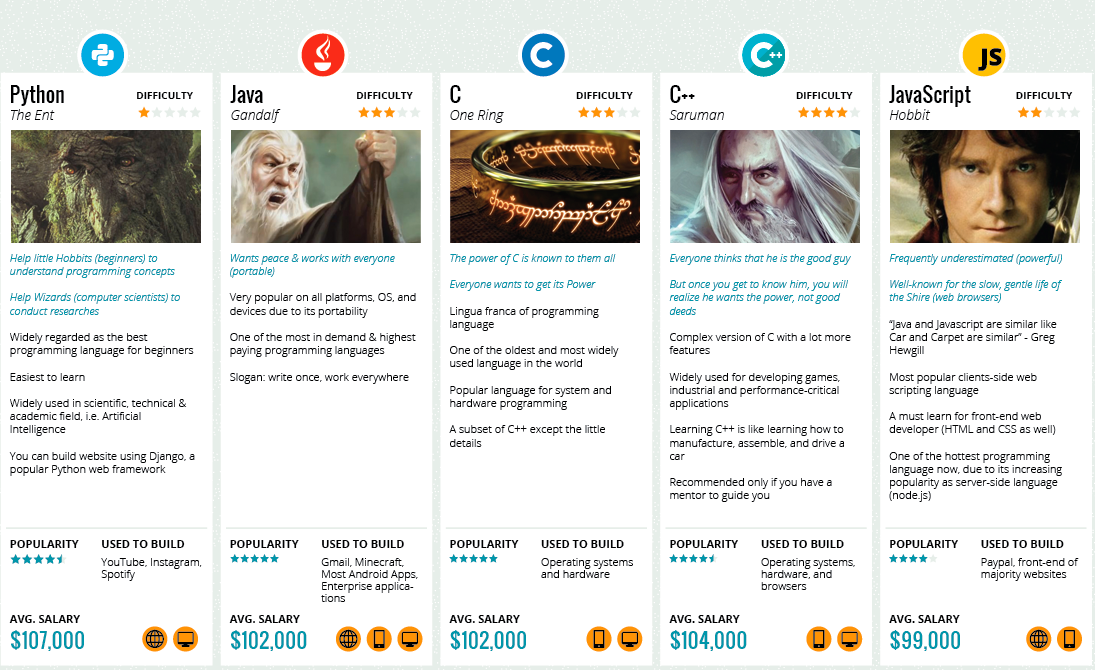 JS
Python
DIFFICULTY
The Ent
Help little Hobbits (beginners) to
understand programming concepts
Help Wizards (computer scientists) to
conduct researches
Widely regarded as the best
programming language for beginners
Easiest to learn
Widely used in scientific, technical &
academic field, i.e. Artificial
Intelligence
You can build website using Django, a
popular Python web framework
POPULARITY
USED TO BUILD
YouTube, Instagram,
Spotify
AVG. SALARY
$107,000
Java
DIFFICULTY
Gandalf
Wants peace & works with everyone
(portable)
Very popular on all platforms, OS, and
devices due to its portability
One of the most in demand & highest
paying programming languages
Slogan: write once, work everywhere
POPULARITY
USED TO BUILD
Gmail, Minecraft,
Most Android Apps,
Enterprise applica-
tions
AVG. SALARY
$102,000
C
C
DIFFICULTY
One Ring
The power of C is known to them all
Everyone wants to get its Power
Lingua franca of programming
language
One of the oldest and most widely
used language in the world
Popular language for system and
hardware programming
A subset of C++ except the little
details
POPULARITY
USED TO BUILD
Operating systems
and hardware
AVG. SALARY
$102,000
C++
C++
DIFFICULTY
Saruman
Everyone thinks that he is the good guy
But once you get to know him, you will
realize he wants the power, not good
deeds
Complex version of C with a lot more
features
Widely used for developing games,
industrial and performance-critical
applications
Learning C++ is like learning how to
manufacture, assemble, and drive a
car
Recommended only if you have a
mentor to guide you
POPULARITY
USED TO BUILD
Operating systems,
hardware, and
browsers
AVG. SALARY
$104,000
JavaScript
DIFFICULTY
Hobbit
Frequently underestimated (powerful)
Well-known for the slow, gentle life of
the Shire (web browsers)
“Java and Javascript are similar like
Car and Carpet are similar” - Greg
Hewgill
Most popular clients-side web
scripting language
A must learn for front-end web
developer (HTML and CSS as well)
One of the hottest programming
language now, due to its increasing
popularity as server-side language
(node.js)
POPULARITY
USED TO BUILD
Paypal, front-end of
majority websites
AVG. SALARY
$99,000